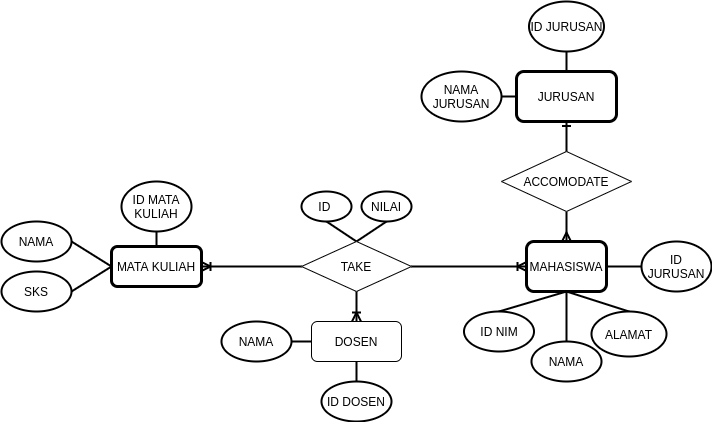 ID JURUSAN
NAMA
JURUSAN
JURUSAN
ACCOMODATE
ID MATA
KULIAH
ID
NILAI
NAMA
SKS
MATA KULIAH
TAKE
MAHASISWA
ID
JURUSAN
NAMA
DOSEN
ID NIM
NAMA
ALAMAT
ID DOSEN